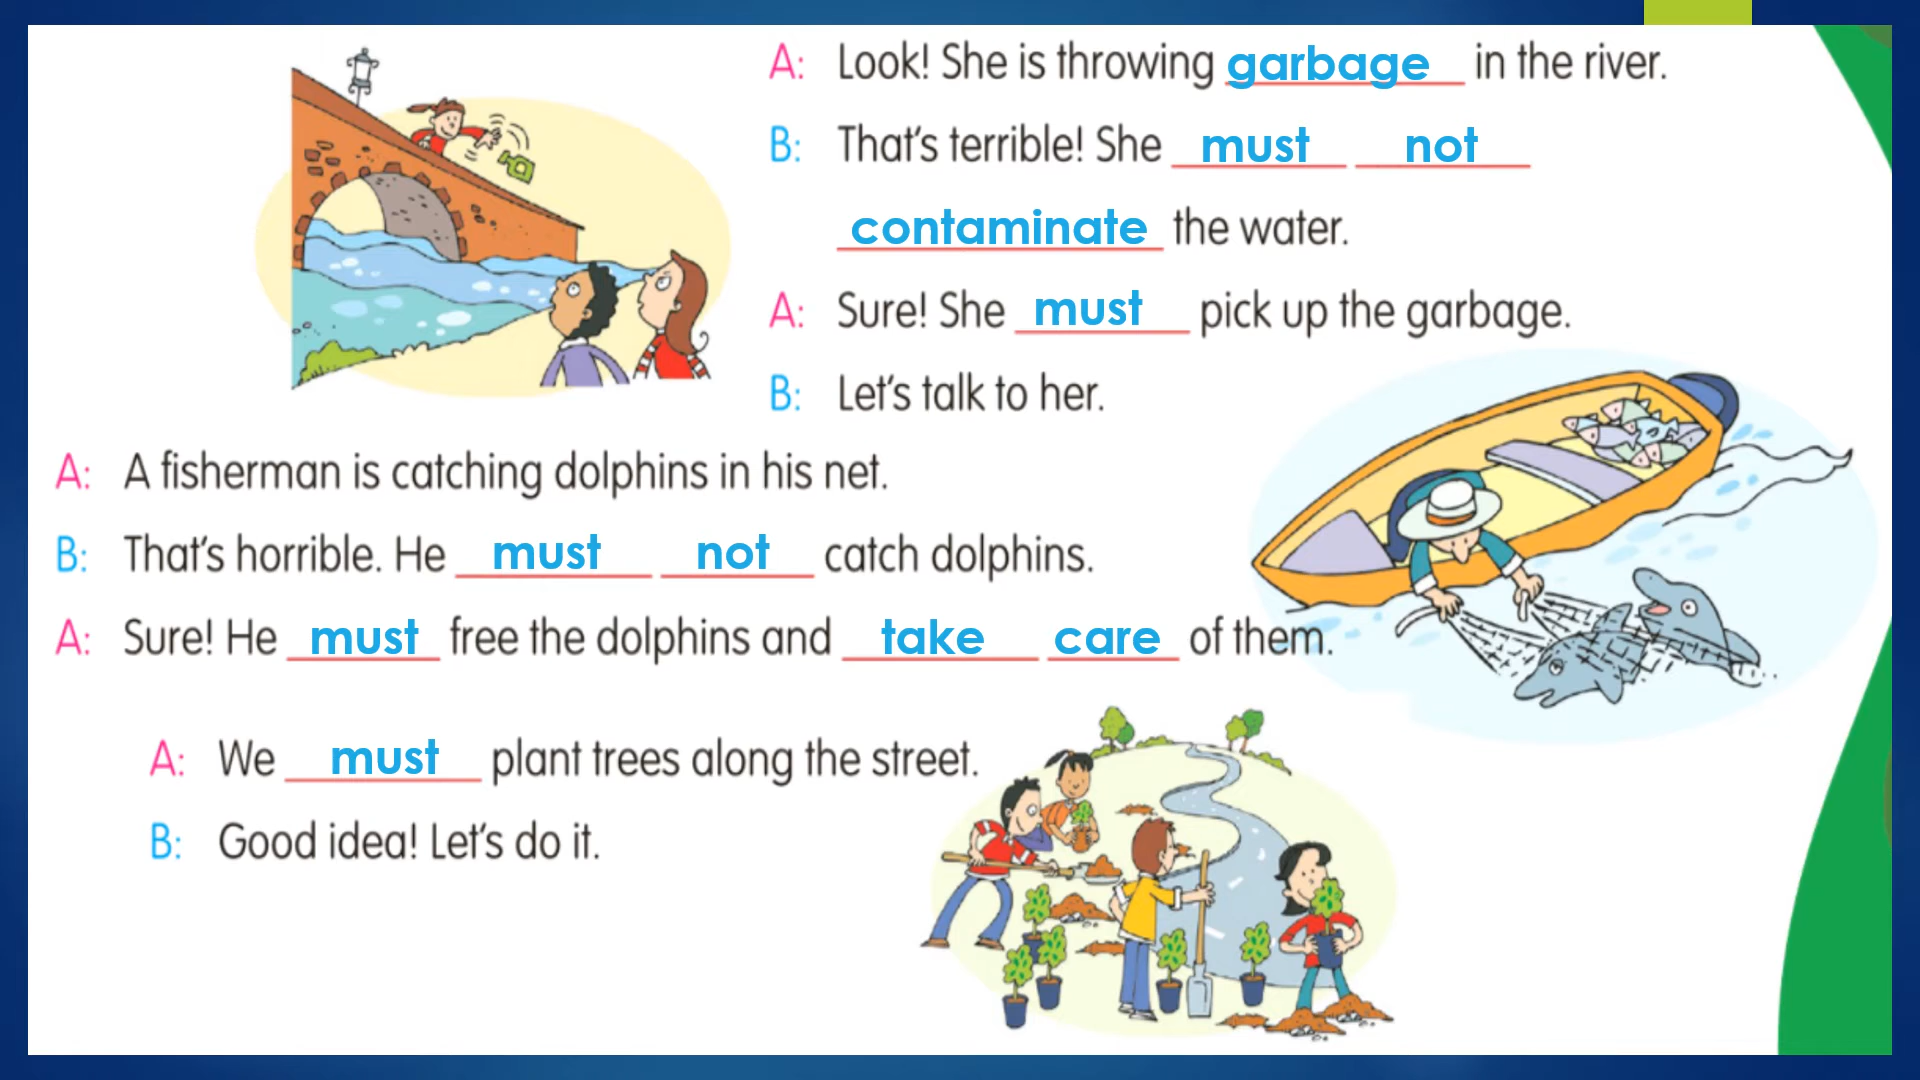 A: Look! She is throwing garbage in the river.
B: That's terrible! She must not
contaminate the water.
A: Sure! She must pick up the garbage.
B: Let's talk to her.
A: A fisherman is catching dolphins in his net.
B: That's horrible. He must not catch dolphins.
A: Sure! He must free the dolphins and take care of them.
A: We must plant trees along the street.
B: Good idea! Let's do it.